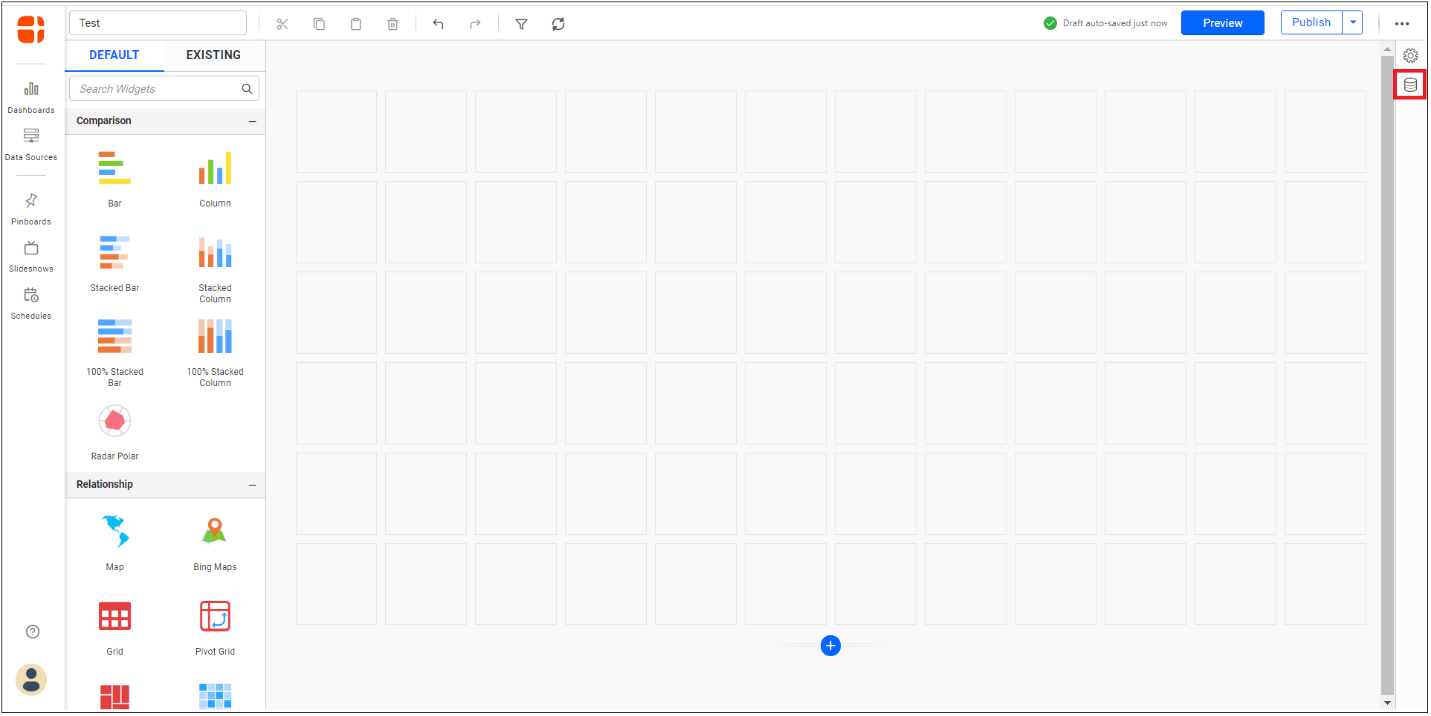 Test
Draft auto-saved just now
Preview
Publish
DEFAULT
EXISTING
Search Widgets
Dashboards
Data Sources
Pinboards
Slideshows
Schedules
Comparison
Bar
Column
Stacked Bar
Stacked
Column
100% Stacked
Bar
100% Stacked
Column
Radar Polar
Relationship
Map
Bing Maps
Grid
Pivot Grid